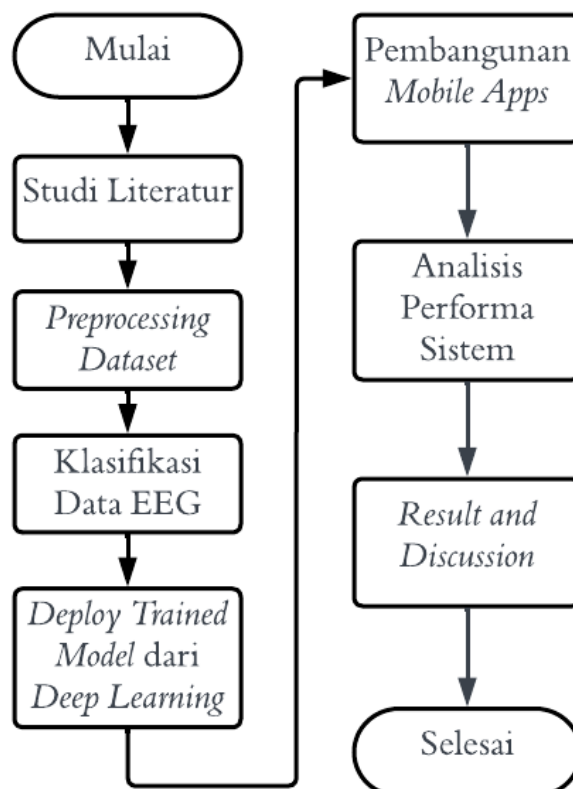 Mulai
Studi Literatur
Preprocessing
Dataset
Klasifikasi
Data EEG
Deploy Trained
Model dari
Deep Learning
Pembangunan
Mobile Apps
Analisis
Performa
Sistem
Result and
Discussion
Selesai